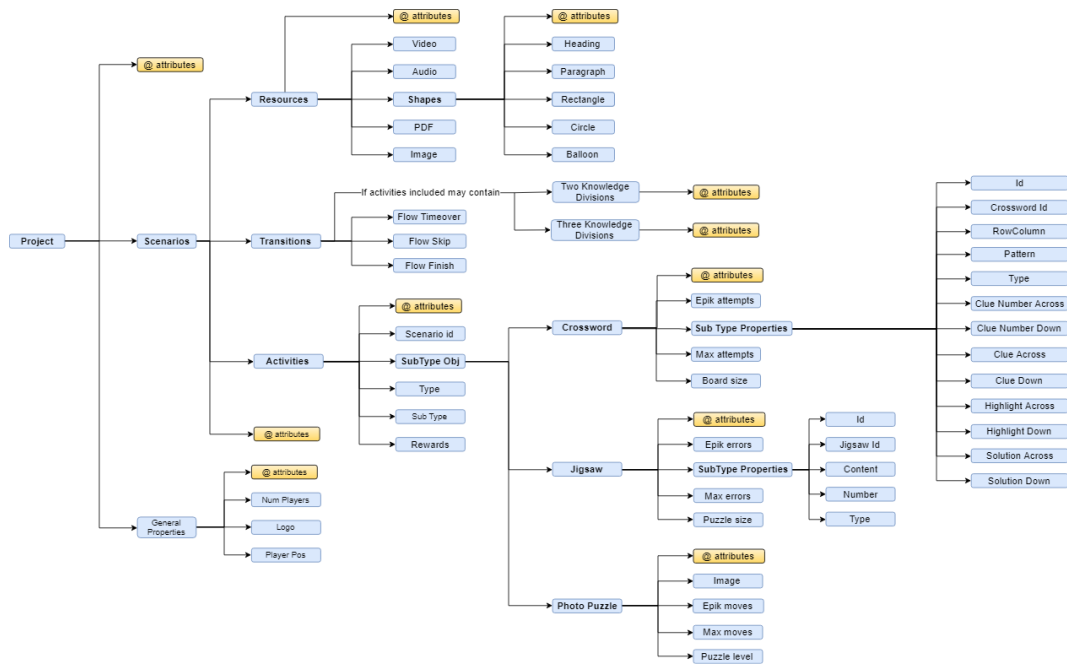 Project
@ attributes
Scenarios
Resources
@ attributes
Video
Audio
Shapes
@ attributes
Heading
Paragraph
Rectangle
Circle
Balloon
PDF
Image
Transitions
If activities included may contain
Two Knowledge
Divisions
@ attributes
Three Knowledge
Divisions
@ attributes
Flow Timeover
Flow Skip
Flow Finish
Activities
@ attributes
Scenario id
SubType Obj
Crossword
@ attributes
Epik attempts
Sub Type Properties
Id
Crossword Id
RowColumn
Pattern
Type
Clue Number Across
Clue Number Down
Clue Across
Clue Down
Highlight Across
Highlight Down
Solution Across
Solution Down
Max attempts
Board size
Jigsaw
@ attributes
Epik errors
SubType Properties
Id
Jigsaw Id
Content
Number
Type
Max errors
Puzzle size
Photo Puzzle
@ attributes
Image
Epik moves
Max moves
Puzzle level
Type
Sub Type
Rewards
@ attributes
General
Properties
@ attributes
Num Players
Logo
Player Pos